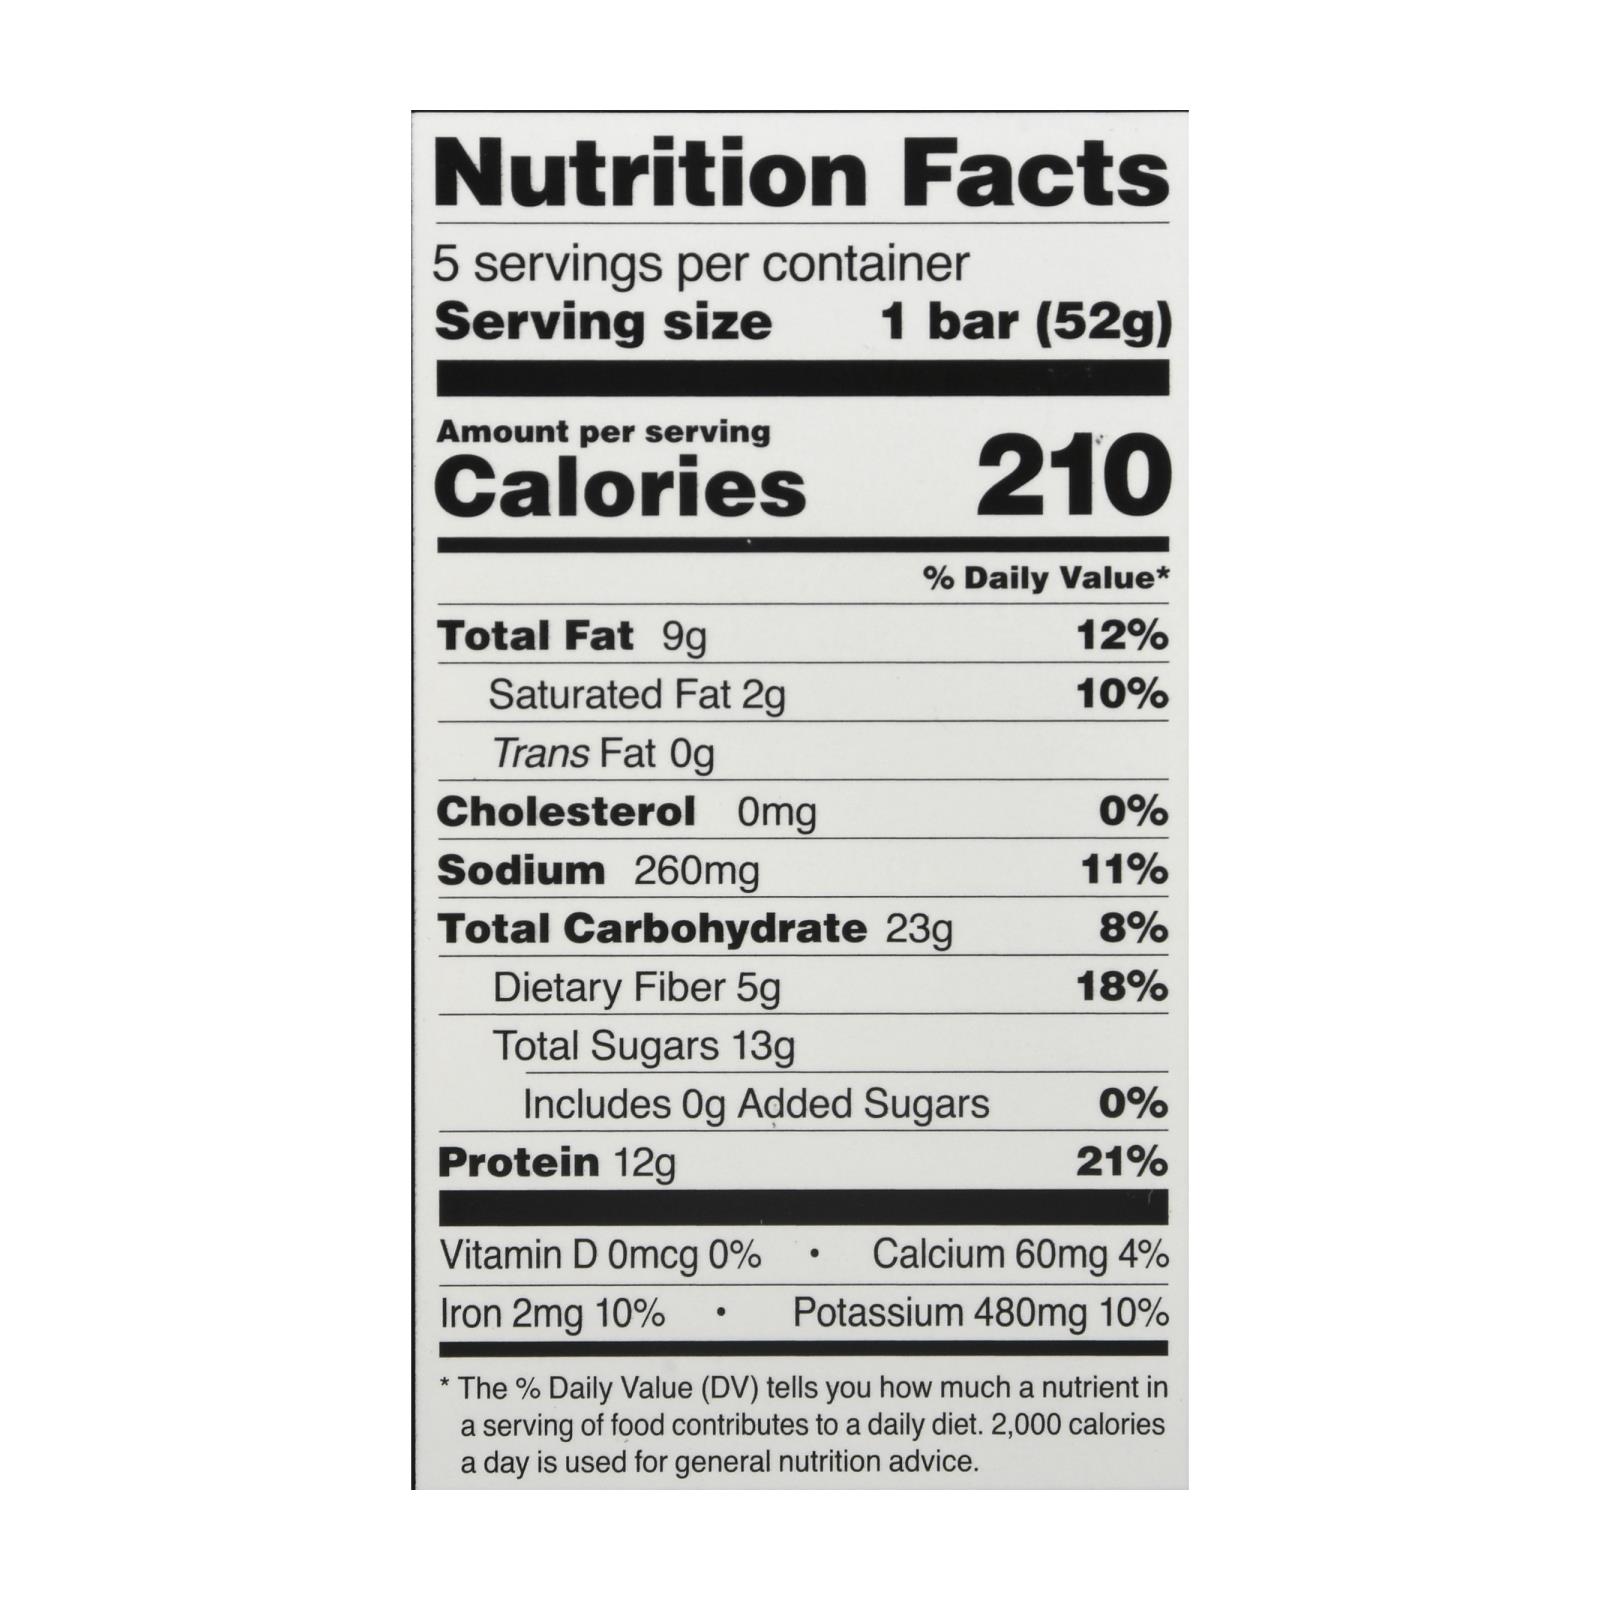 Nutrition Facts
5 servings per container
Serving size 1 bar (52g)
Amount per serving
Calories 210
% Daily Value*
Total Fat 9g 12%
Saturated Fat 2g 10%
Trans Fat 0g
Cholesterol 0mg 0%
Sodium 260mg 11%
Total Carbohydrate 23g 8%
Dietary Fiber 5g 18%
Total Sugars 13g
Includes 0g Added Sugars 0%
Protein 12g 21%
Vitamin D 0mcg 0% • Calcium 60mg 4%
Iron 2mg 10% • Potassium 480mg 10%
* The % Daily Value (DV) tells you how much a nutrient in
a serving of food contributes to a daily diet. 2,000 calories
a day is used for general nutrition advice.